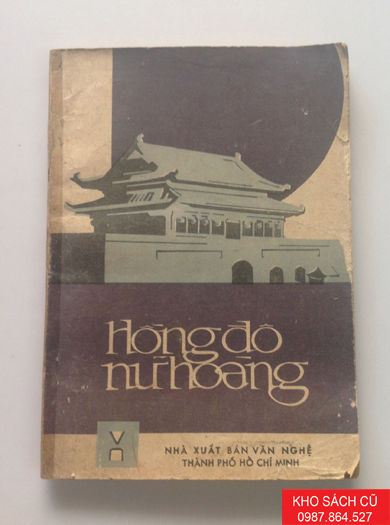 Hồng đô
nữ hoàng
VN
NHÀ XUẤT BẢN VĂN NGHỆ
THÀNH PHỐ HỒ CHÍ MINH
KHO SÁCH CŨ
0987.864.527